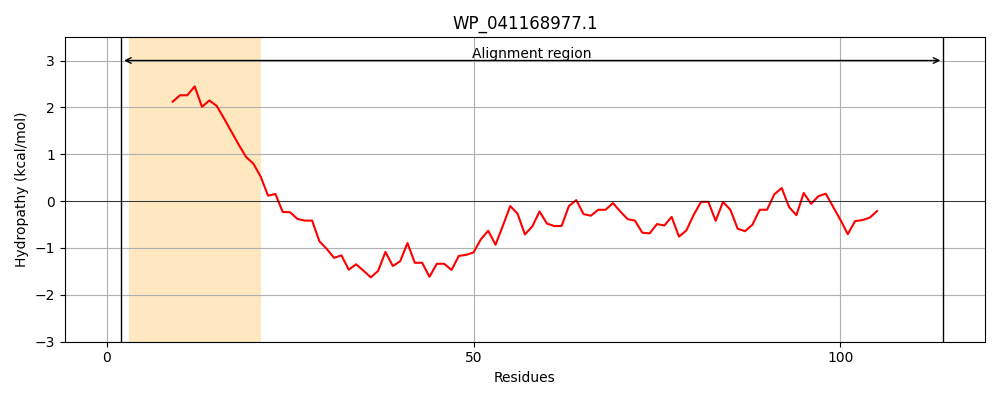 WP_041168977.1
Alignment region
3
2
1
0
−1
−2
−3
Hydropathy (kcal/mol)
0
50
100
Residues